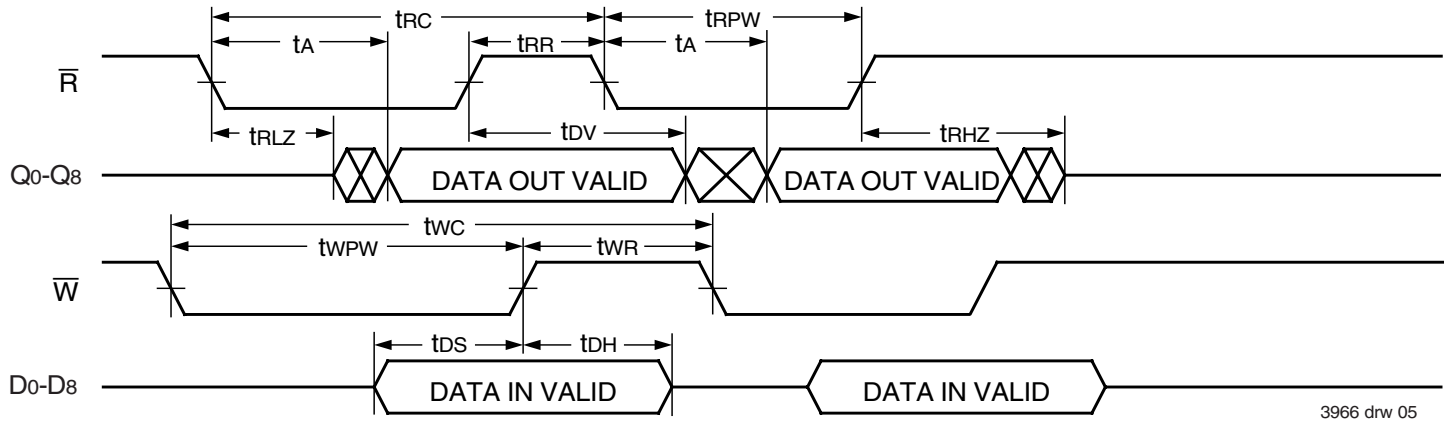 tRC tRPW
tA tRR tA
R̅
tRLZ tDV tRHZ
Q0-Q8 DATA OUT VALID DATA OUT VALID
tWC
tWPW tWR
W̅
tDS tDH
D0-D8 DATA IN VALID DATA IN VALID
3966 drw 05